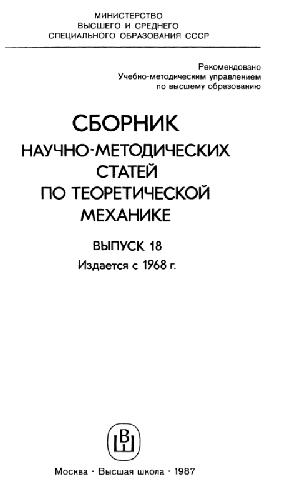 МИНИСТЕРСТВО
ВЫСШЕГО И СРЕДНЕГО
СПЕЦИАЛЬНОГО ОБРАЗОВАНИЯ СССР
Рекомендовано
Учебно-методическим управлением
по высшему образованию
СБОРНИК
НАУЧНО-МЕТОДИЧЕСКИХ
СТАТЕЙ
ПО ТЕОРЕТИЧЕСКОЙ
МЕХАНИКЕ
ВЫПУСК 18
Издается с 1968 г.
ВШ
Москва · Высшая школа · 1987